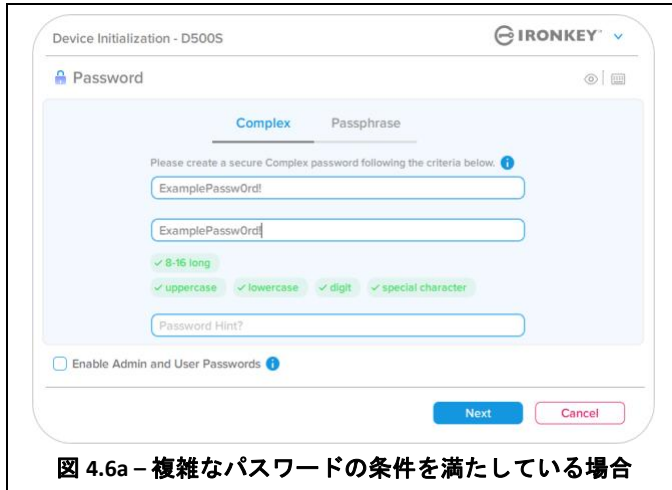 Device Initialization - D500S
IRONKEY
Password
Complex Passphrase
Please create a secure Complex password following the criteria below.
ExamplePassw0rd!
ExamplePassw0rd!
✓ 8-16 long
✓ uppercase ✓ lowercase ✓ digit ✓ special character
Password Hint?
Enable Admin and User Passwords
Next Cancel
図 4.6a – 複雑なパスワードの条件を満たしている場合